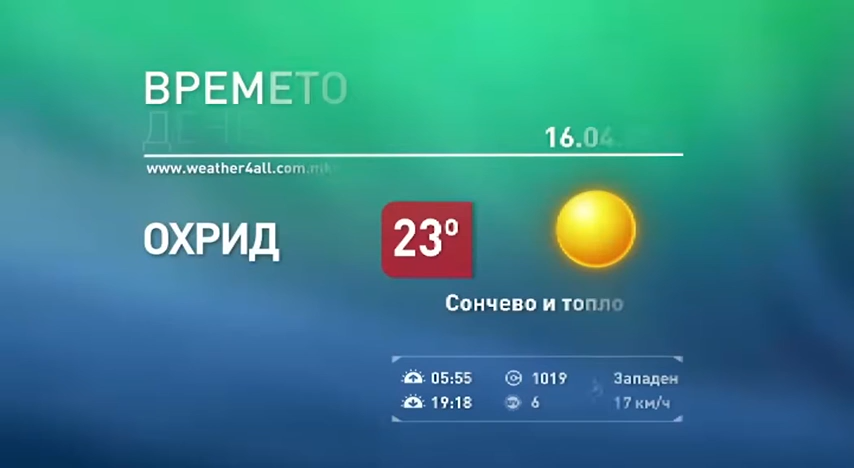 ВРЕМЕТО
16.04.
www.weather4all.com.mk
ОХРИД
23º
Сончево и топло
05:55
1019
Западен
19:18
6
17 км/ч